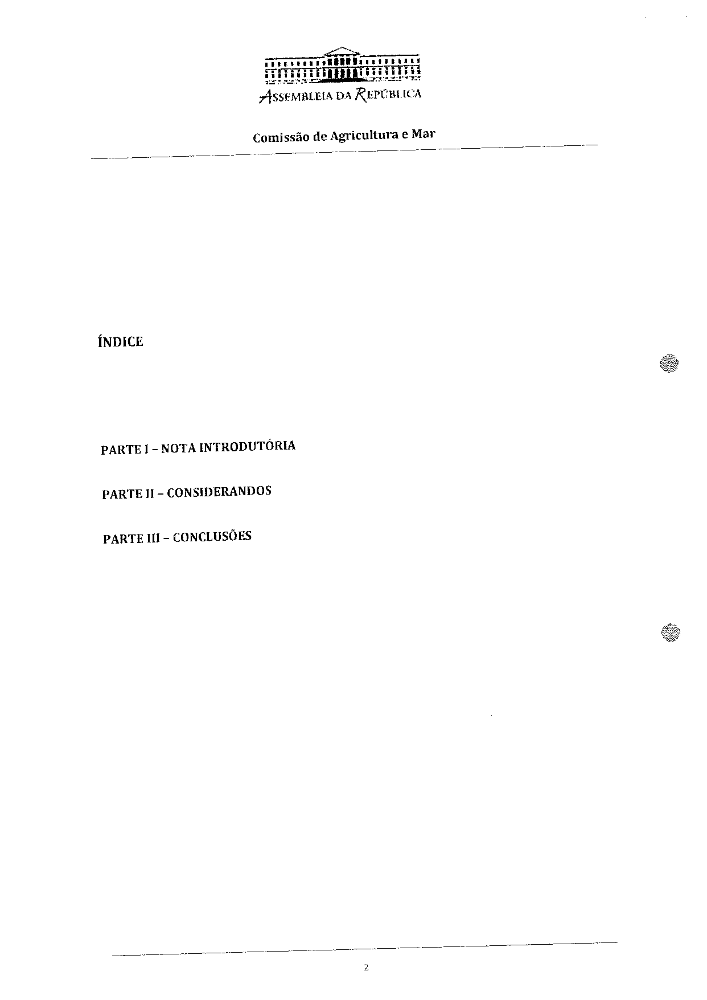 ASSEMBLEIA DA REPÚBLICA
Comissão de Agricultura e Mar
ÍNDICE
PARTE I – NOTA INTRODUTÓRIA
PARTE II – CONSIDERANDOS
PARTE III – CONCLUSÕES
2